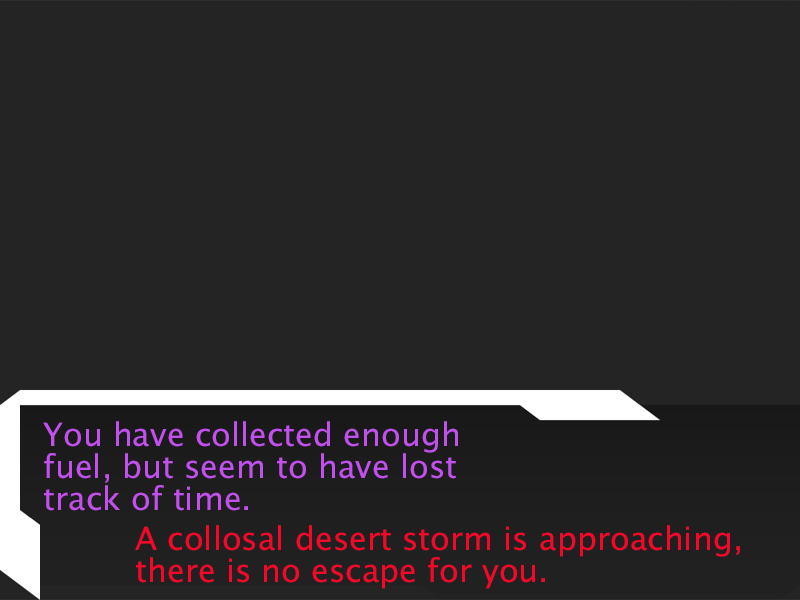 You have collected enough
fuel, but seem to have lost
track of time.
A collosal desert storm is approaching,
there is no escape for you.